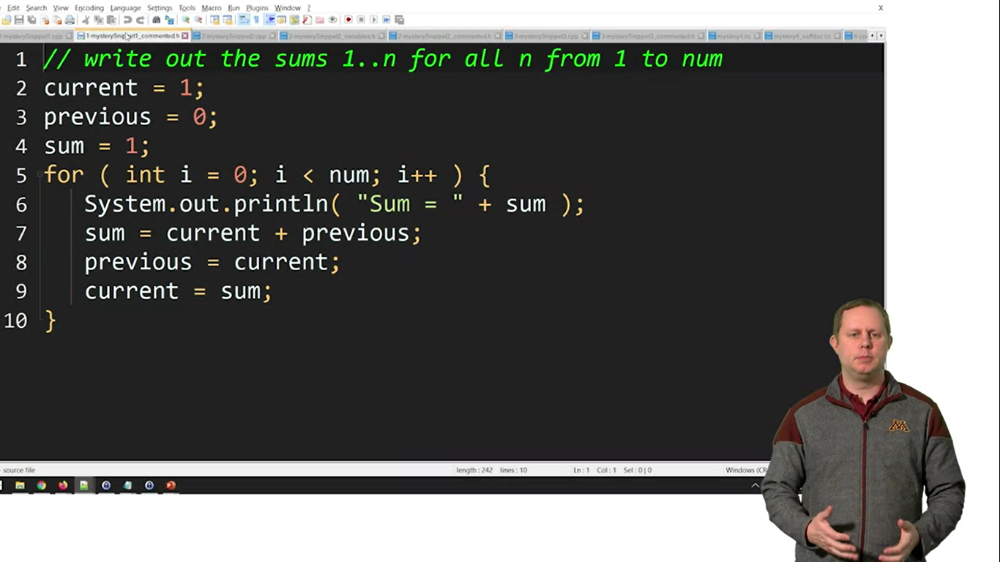 Edit Search View Encoding Language Settings Tools Macro Run Plugins Window ? X
1-mysterySnippet1.cpp 1-mysterySnippet1_commented.h 2-mysterySnippet2.cpp 2-mysterySnippet2_variables.h 2-mysterySnippet2_commented.h 3-mysterySnippet3.cpp 3-mysterySnippet3_commented.h mystery4.cc mystery4_selfdoc.cc
1 // write out the sums 1..n for all n from 1 to num
2 current = 1;
3 previous = 0;
4 sum = 1;
5 for ( int i = 0; i < num; i++ ) {
6 System.out.println( "Sum = " + sum );
7 sum = current + previous;
8 previous = current;
9 current = sum;
10 }
source file length : 242 lines : 10 Ln : 1 Col : 1 Sel : 0 | 0 Windows (CR
M